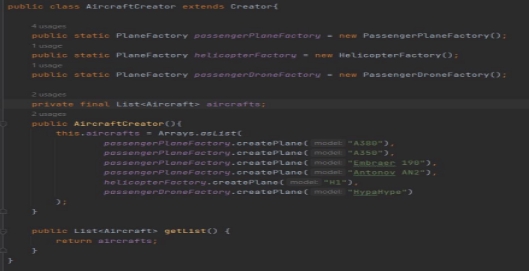 public class AircraftCreator extends Creator{
4 usages
public static PlaneFactory passengerPlaneFactory = new PassengerPlaneFactory();
1 usage
public static PlaneFactory helicopterFactory = new HelicopterFactory();
1 usage
public static PlaneFactory passengerDromeFactory = new PassengerDromeFactory();
2 usages
private final List<Aircraft> aircrafts;
2 usages
public AircraftCreator(){
this.aircrafts = Arrays.asList(
passengerPlaneFactory.createPlane( model: "A380"),
passengerPlaneFactory.createPlane( model: "A350"),
passengerPlaneFactory.createPlane( model: "Embraer 190"),
passengerPlaneFactory.createPlane( model: "Antonov AN2"),
helicopterFactory.createPlane( model: "H1"),
passengerDromeFactory.createPlane( model: "HypaHype")
);
}
public List<Aircraft> getList() {
return aircrafts;
}
}